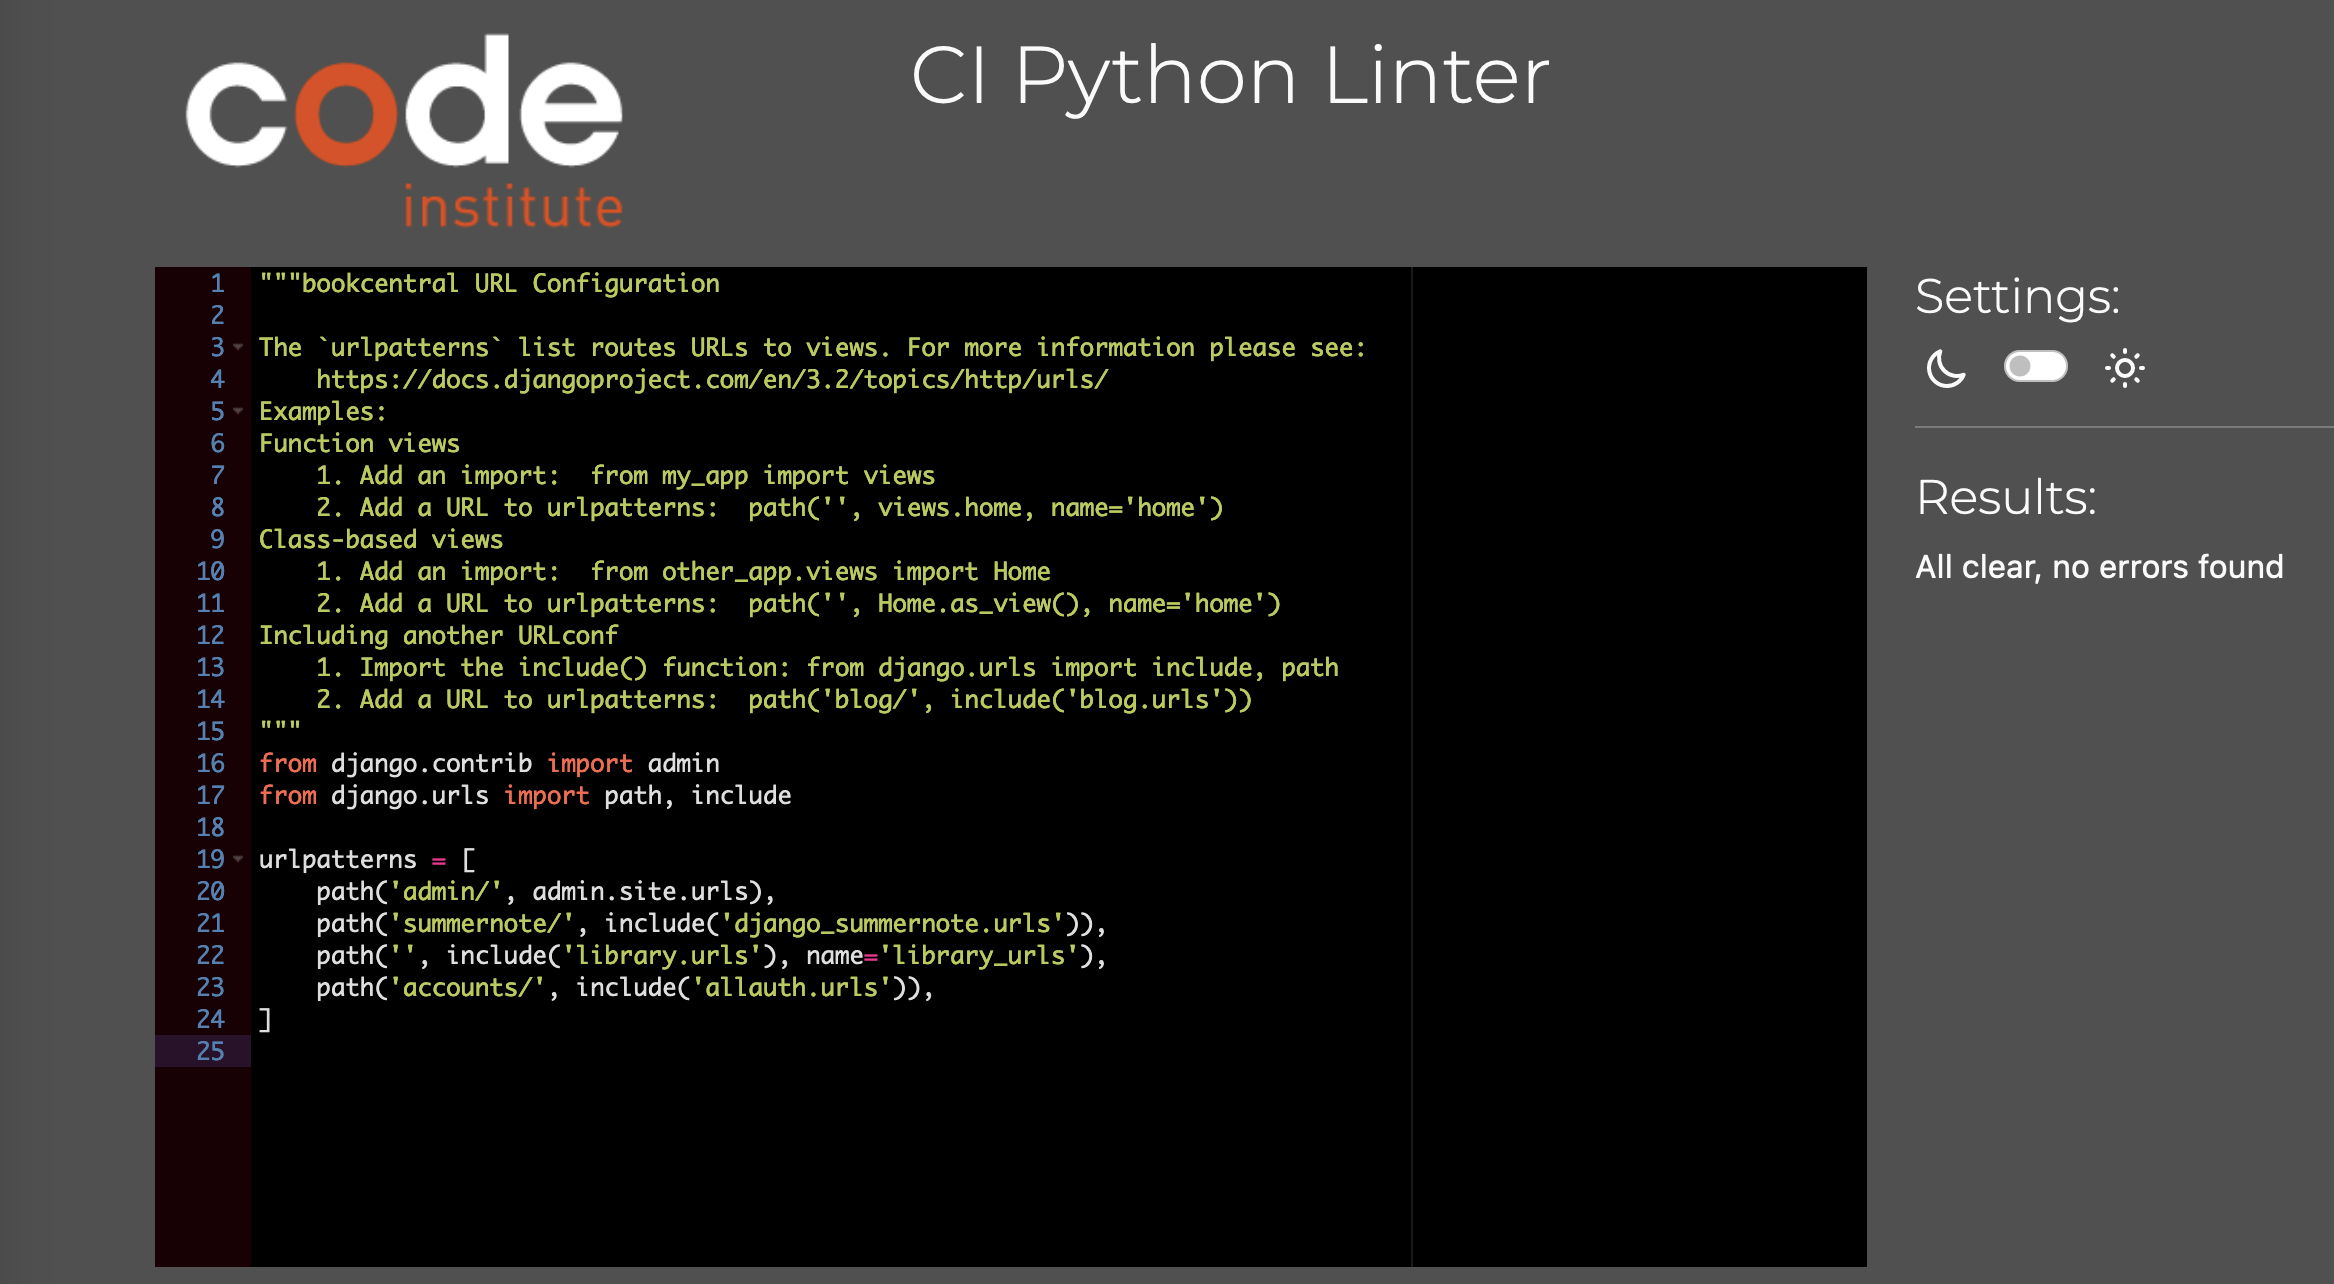 code
institute
CI Python Linter
1 """bookcentral URL Configuration
2
3 The `urlpatterns` list routes URLs to views. For more information please see:
4     https://docs.djangoproject.com/en/3.2/topics/http/urls/
5 Examples:
6 Function views
7     1. Add an import:  from my_app import views
8     2. Add a URL to urlpatterns:  path('', views.home, name='home')
9 Class-based views
10     1. Add an import:  from other_app.views import Home
11     2. Add a URL to urlpatterns:  path('', Home.as_view(), name='home')
12 Including another URLconf
13     1. Import the include() function: from django.urls import include, path
14     2. Add a URL to urlpatterns:  path('blog/', include('blog.urls'))
15 """
16 from django.contrib import admin
17 from django.urls import path, include
18
19 urlpatterns = [
20     path('admin/', admin.site.urls),
21     path('summernote/', include('django_summernote.urls')),
22     path('', include('library.urls'), name='library_urls'),
23     path('accounts/', include('allauth.urls')),
24 ]
25
Settings:
Results:
All clear, no errors found